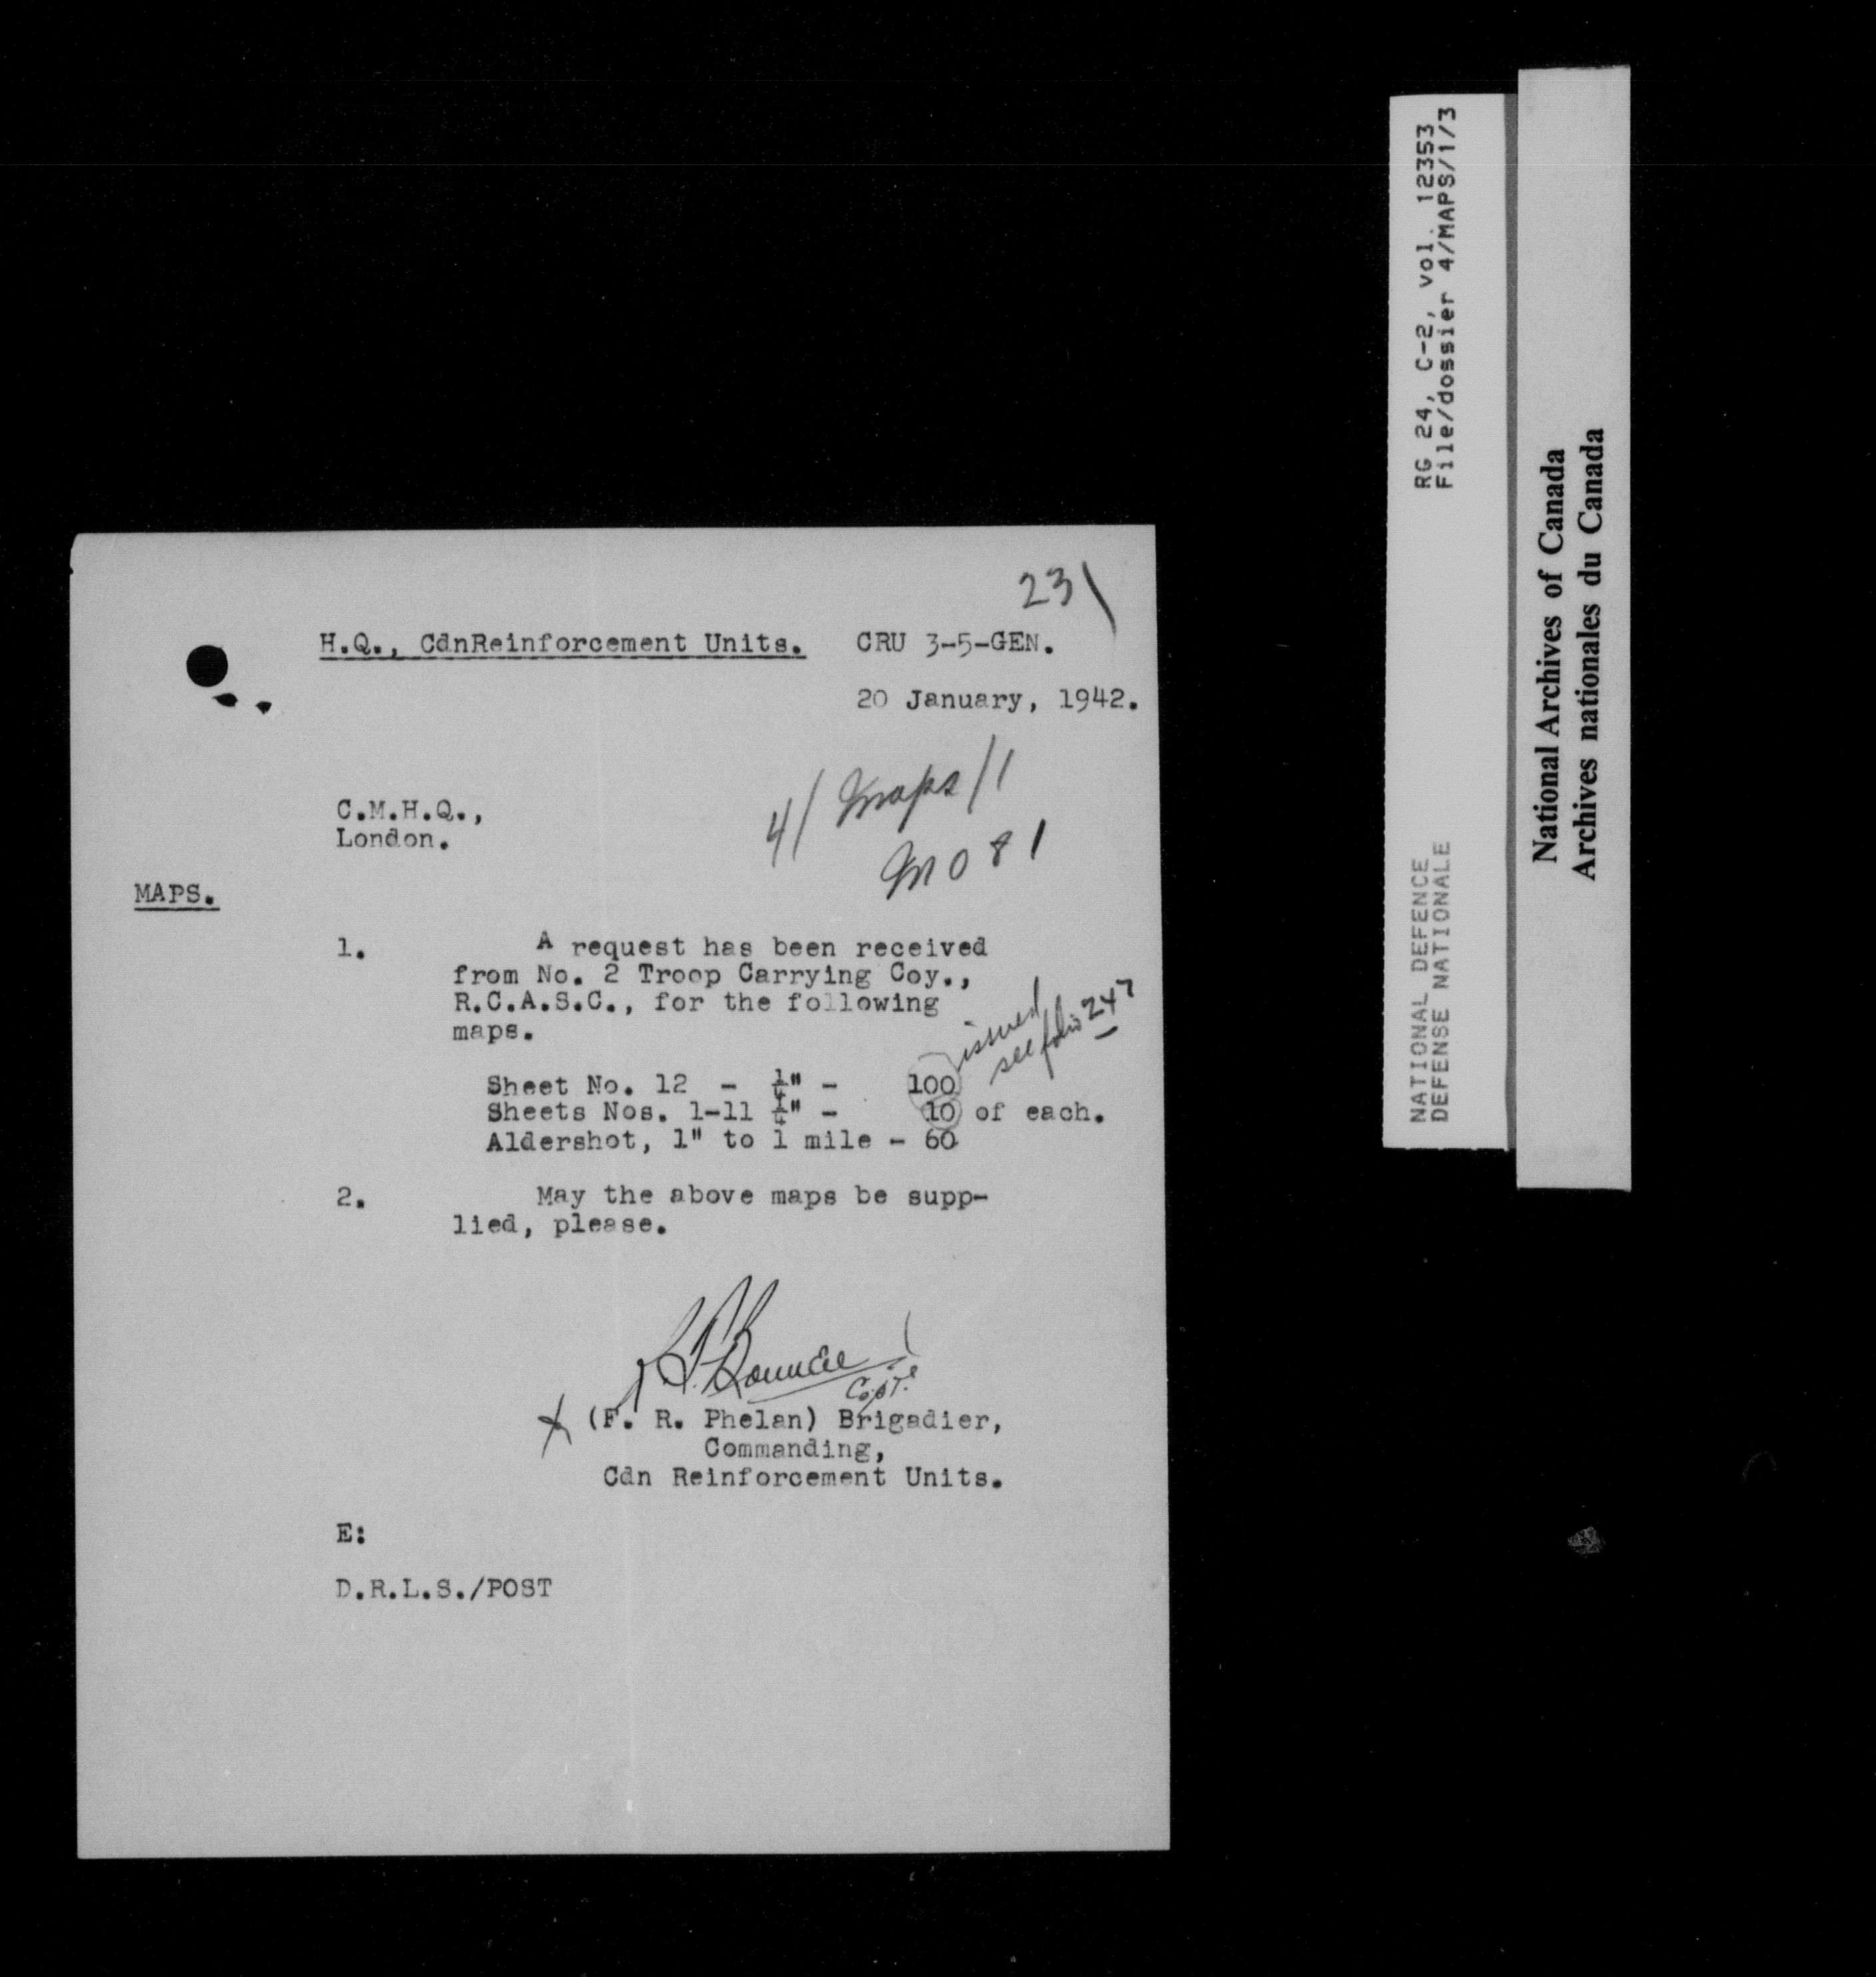 231
H.Q., CdnReinforcement Units. CRU 3-5-GEN.
20 January, 1942.
4/ Maps/1
C.M.H.Q.,
London.
MO 81
MAPS.
1. A request has been received
from No. 2 Troop Carrying Coy.,
R.C.A.S.C., for the following
maps.
issued
see folio 247
Sheet No. 12 - ¼" - 100
Sheets Nos. 1-11 ¼" - 10 of each.
Aldershot, 1" to 1 mile - 60
2. May the above maps be supp-
lied, please.
Capt.
(F. R. Phelan) Brigadier,
Commanding,
Cdn Reinforcement Units.
E:
D.R.L.S./POST
RG 24, C-2, vol. 12353
File/dossier 4/MAPS/1/3
NATIONAL DEFENCE
DEFENSE NATIONALE
National Archives of Canada
Archives nationales du Canada